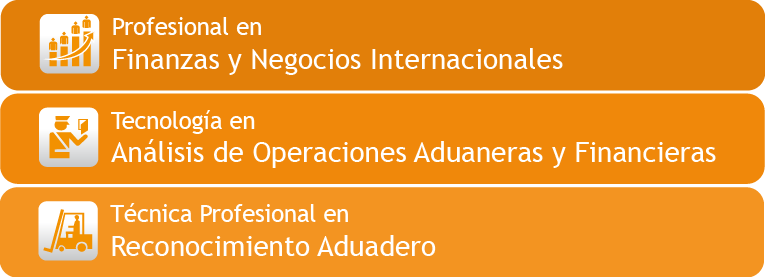 Profesional en
Finanzas y Negocios Internacionales
Tecnología en
Análisis de Operaciones Aduaneras y Financieras
Técnica Profesional en
Reconocimiento Aduadero